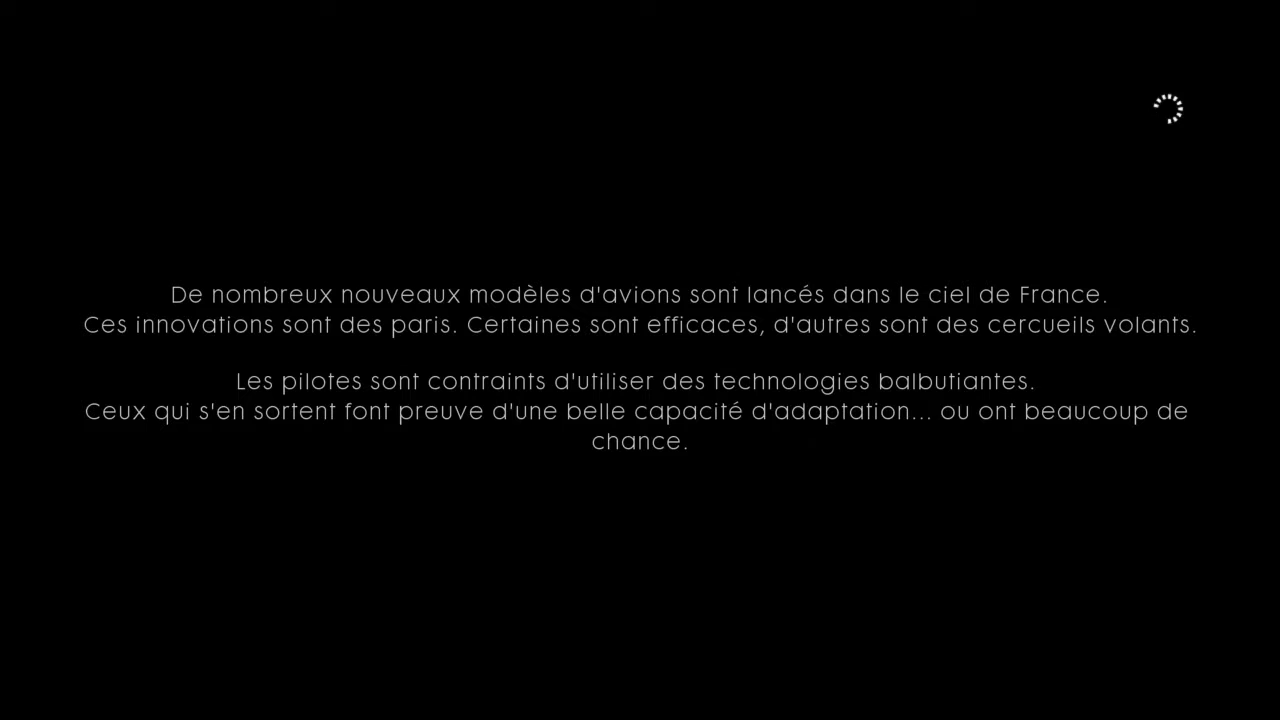 De nombreux nouveaux modèles d'avions sont lancés dans le ciel de France.
Ces innovations sont des paris. Certaines sont efficaces, d'autres sont des cercueils volants.
Les pilotes sont contraints d'utiliser des technologies balbutiantes.
Ceux qui s'en sortent font preuve d'une belle capacité d'adaptation... ou ont beaucoup de
chance.